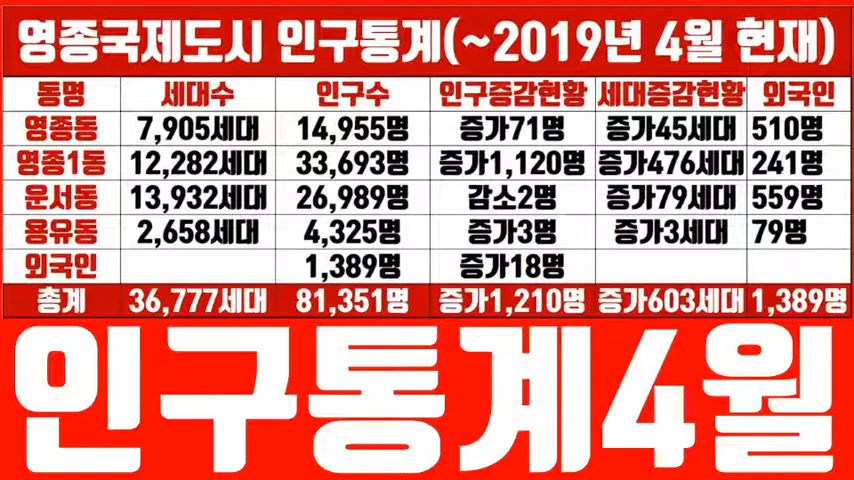 영종국제도시 인구통계(~2019년 4월 현재)
동명 세대수 인구수 인구증감현황 세대증감현황 외국인
영종동 7,905세대 14,955명 증가71명 증가45세대 510명
영종1동 12,282세대 33,693명 증가1,120명 증가476세대 241명
운서동 13,932세대 26,989명 감소2명 증가79세대 559명
용유동 2,658세대 4,325명 증가3명 증가3세대 79명
외국인 1,389명 증가18명
총계 36,777세대 81,351명 증가1,210명 증가603세대 1,389명
인구통계4월